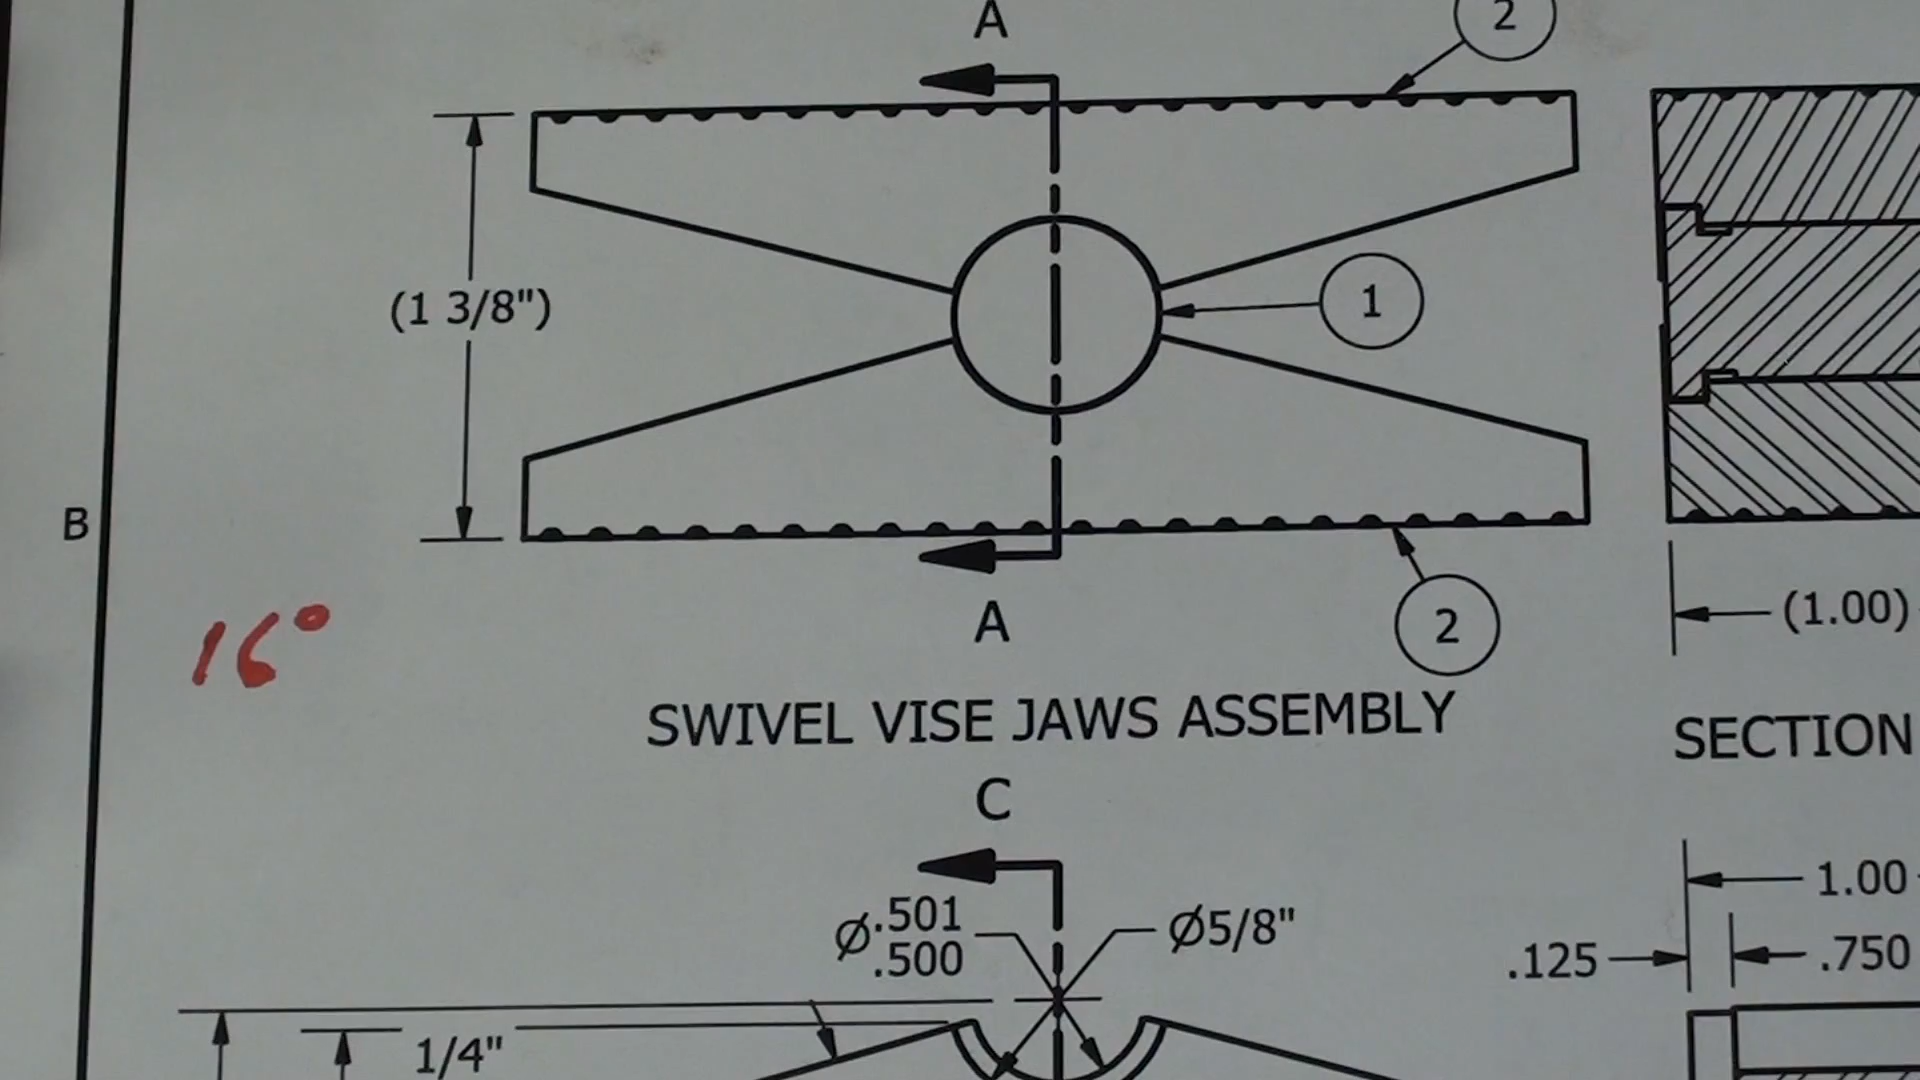 A
2
(1 3/8")
1
B
16°
A
2
(1.00)
SWIVEL VISE JAWS ASSEMBLY
SECTION
C
1.00
Ø.501
.500
Ø5/8"
.125
.750
1/4"